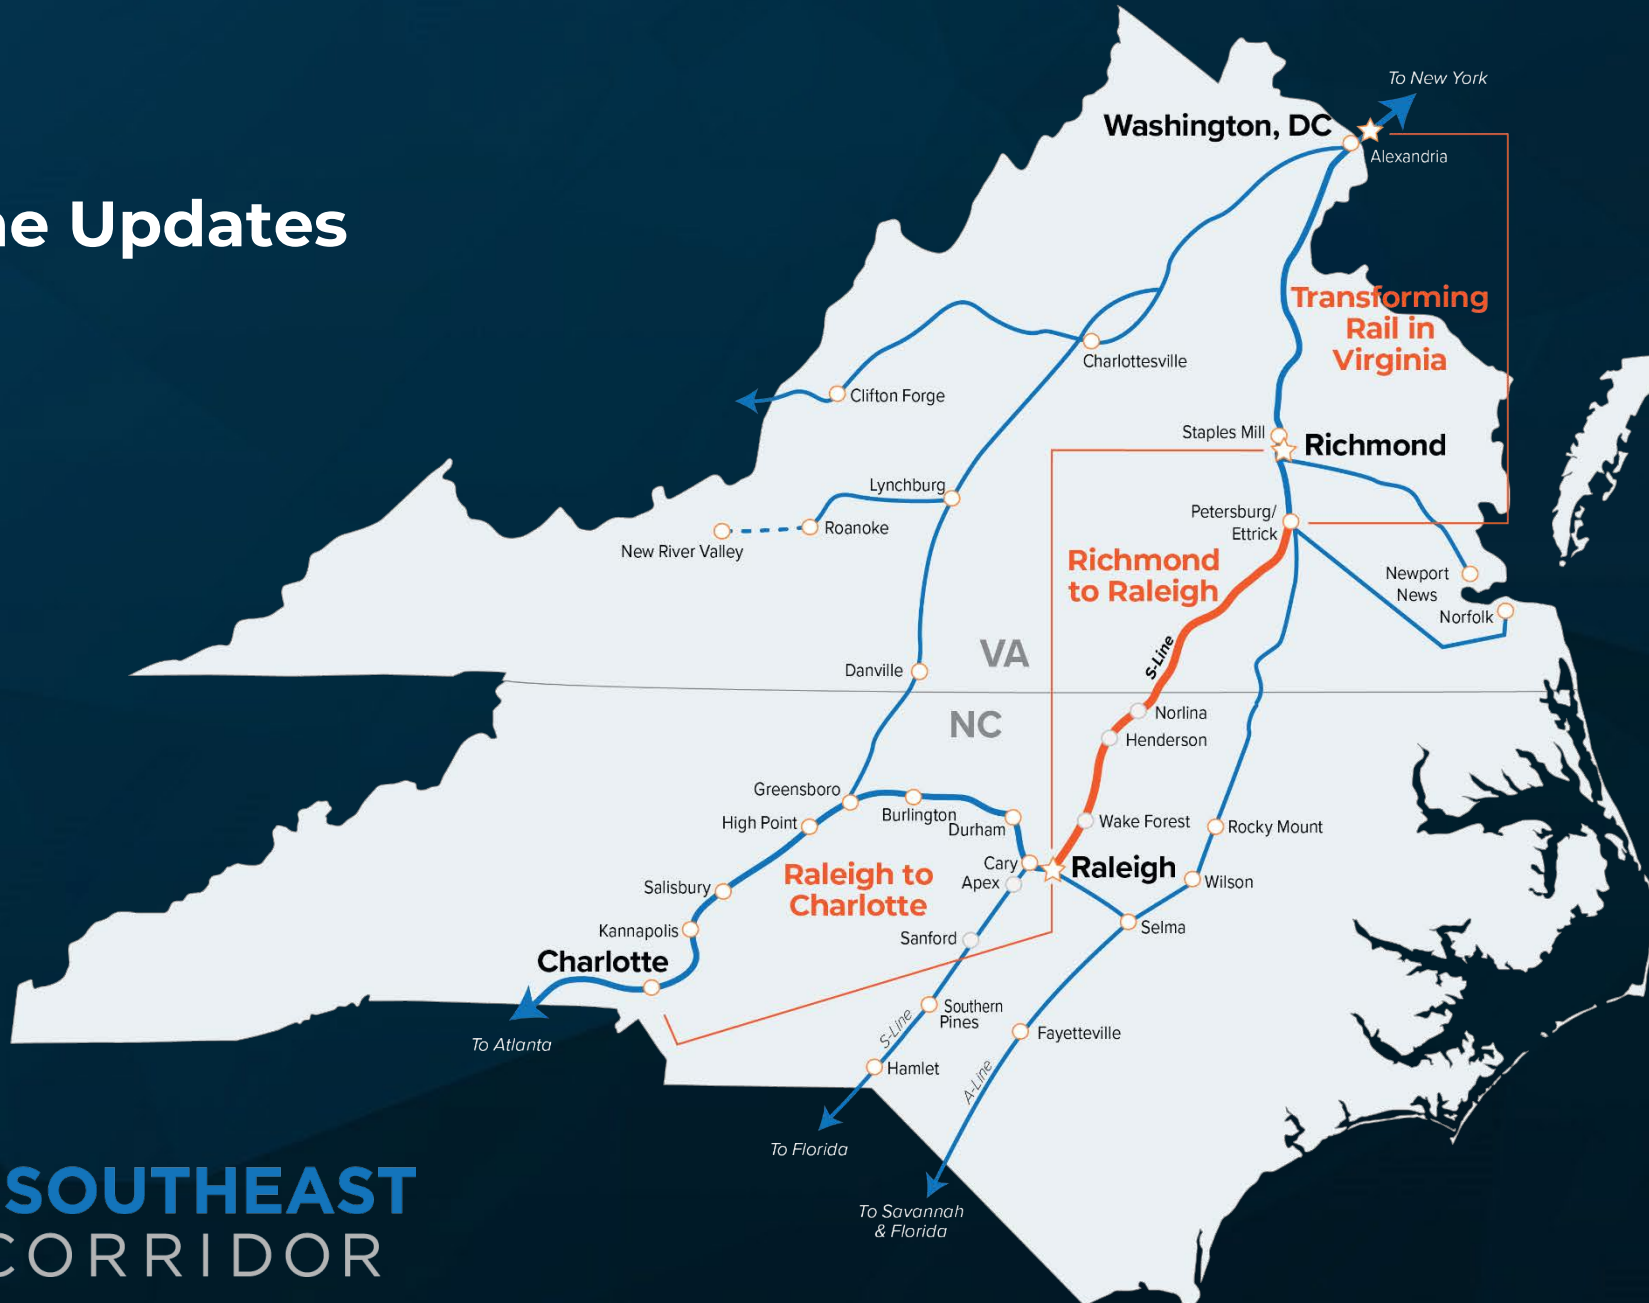 To New York
Washington, DC
Alexandria
ne Updates
Transforming
Rail in
Virginia
Charlottesville
Clifton Forge
Staples Mill
Richmond
Lynchburg
Roanoke
New River Valley
Petersburg/
Ettrick
Richmond
to Raleigh
Newport
News
Norfolk
S-Line
VA
Danville
NC
Norlina
Henderson
Greensboro
Burlington
High Point
Durham
Wake Forest
Rocky Mount
Cary
Raleigh
Apex
Raleigh to
Charlotte
Wilson
Salisbury
Selma
Kannapolis
Sanford
Charlotte
Southern
Pines
S-Line
Fayetteville
To Atlanta
Hamlet
A-Line
To Florida
To Savannah
& Florida
SOUTHEAST
CORRIDOR